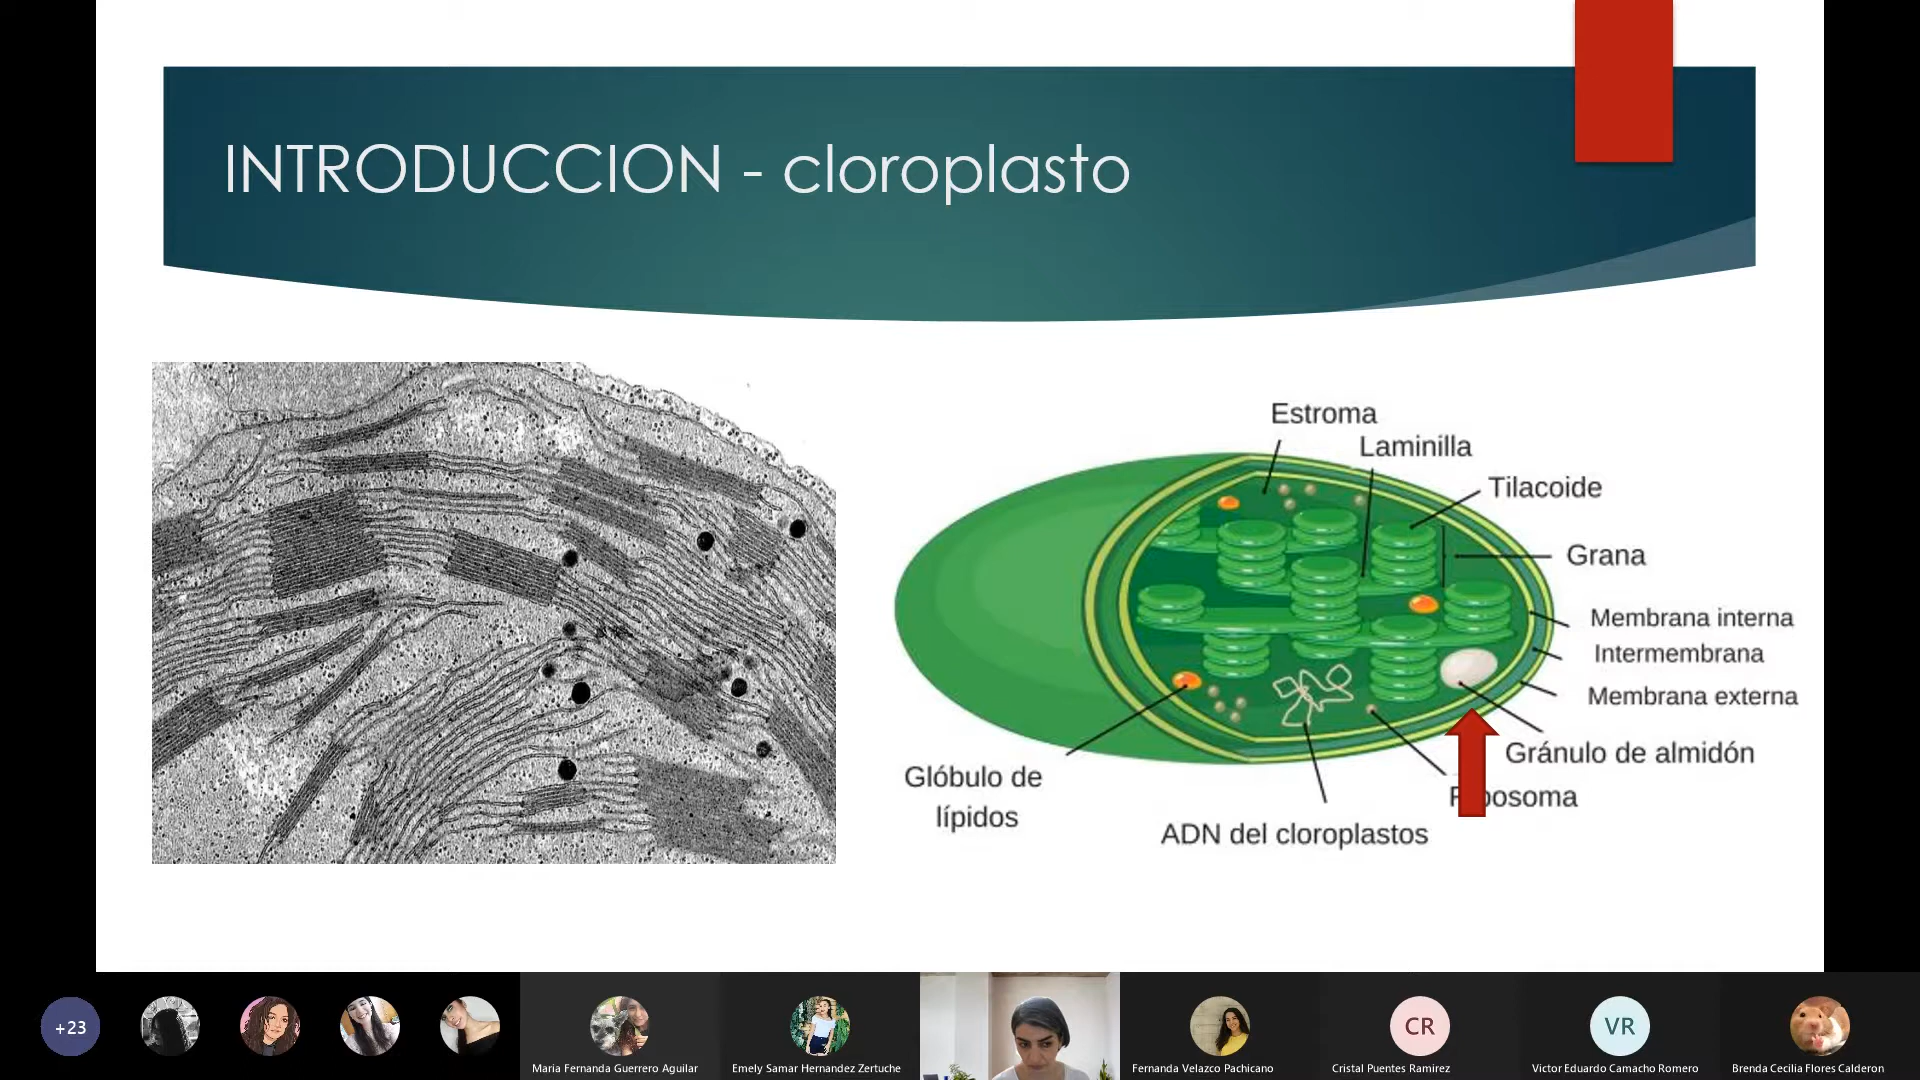 INTRODUCCION - cloroplasto
Estroma
Laminilla
Tilacoide
Grana
Membrana interna
Intermembrana
Membrana externa
Gránulo de almidón
Glóbulo de
lípidos
ADN del cloroplastos
+23
Maria Fernanda Guerrero Aguilar
Emely Samar Hernandez Zertuche
Fernanda Velazco Pachicano
CR
Cristal Puentes Ramirez
VR
Victor Eduardo Camacho Romero
Brenda Cecilia Flores Calderon